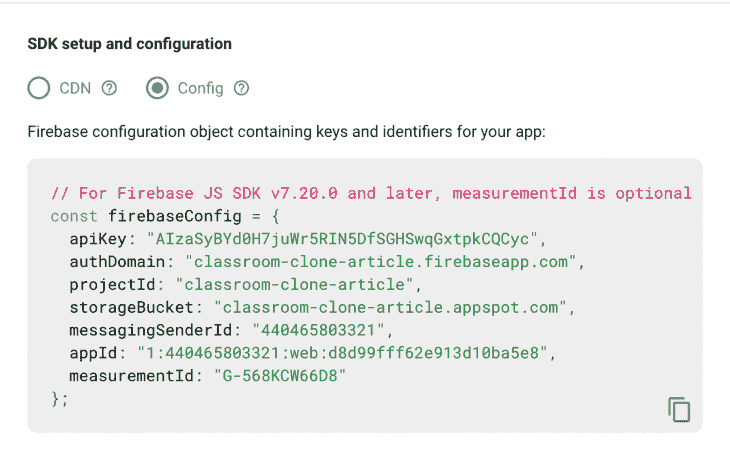 SDK setup and configuration
CDN ? Config ?
Firebase configuration object containing keys and identifiers for your app:
// For Firebase JS SDK v7.20.0 and later, measurementId is optional
const firebaseConfig = {
apiKey: "AIzaSyBYd0H7juWr5RIN5DfSGHSwqGxtpkCQCyc",
authDomain: "classroom-clone-article.firebaseapp.com",
projectId: "classroom-clone-article",
storageBucket: "classroom-clone-article.appspot.com",
messagingSenderId: "440465803321",
appId: "1:440465803321:web:d8d99fff62e913d10ba5e8",
measurementId: "G-568KCW66D8"
};